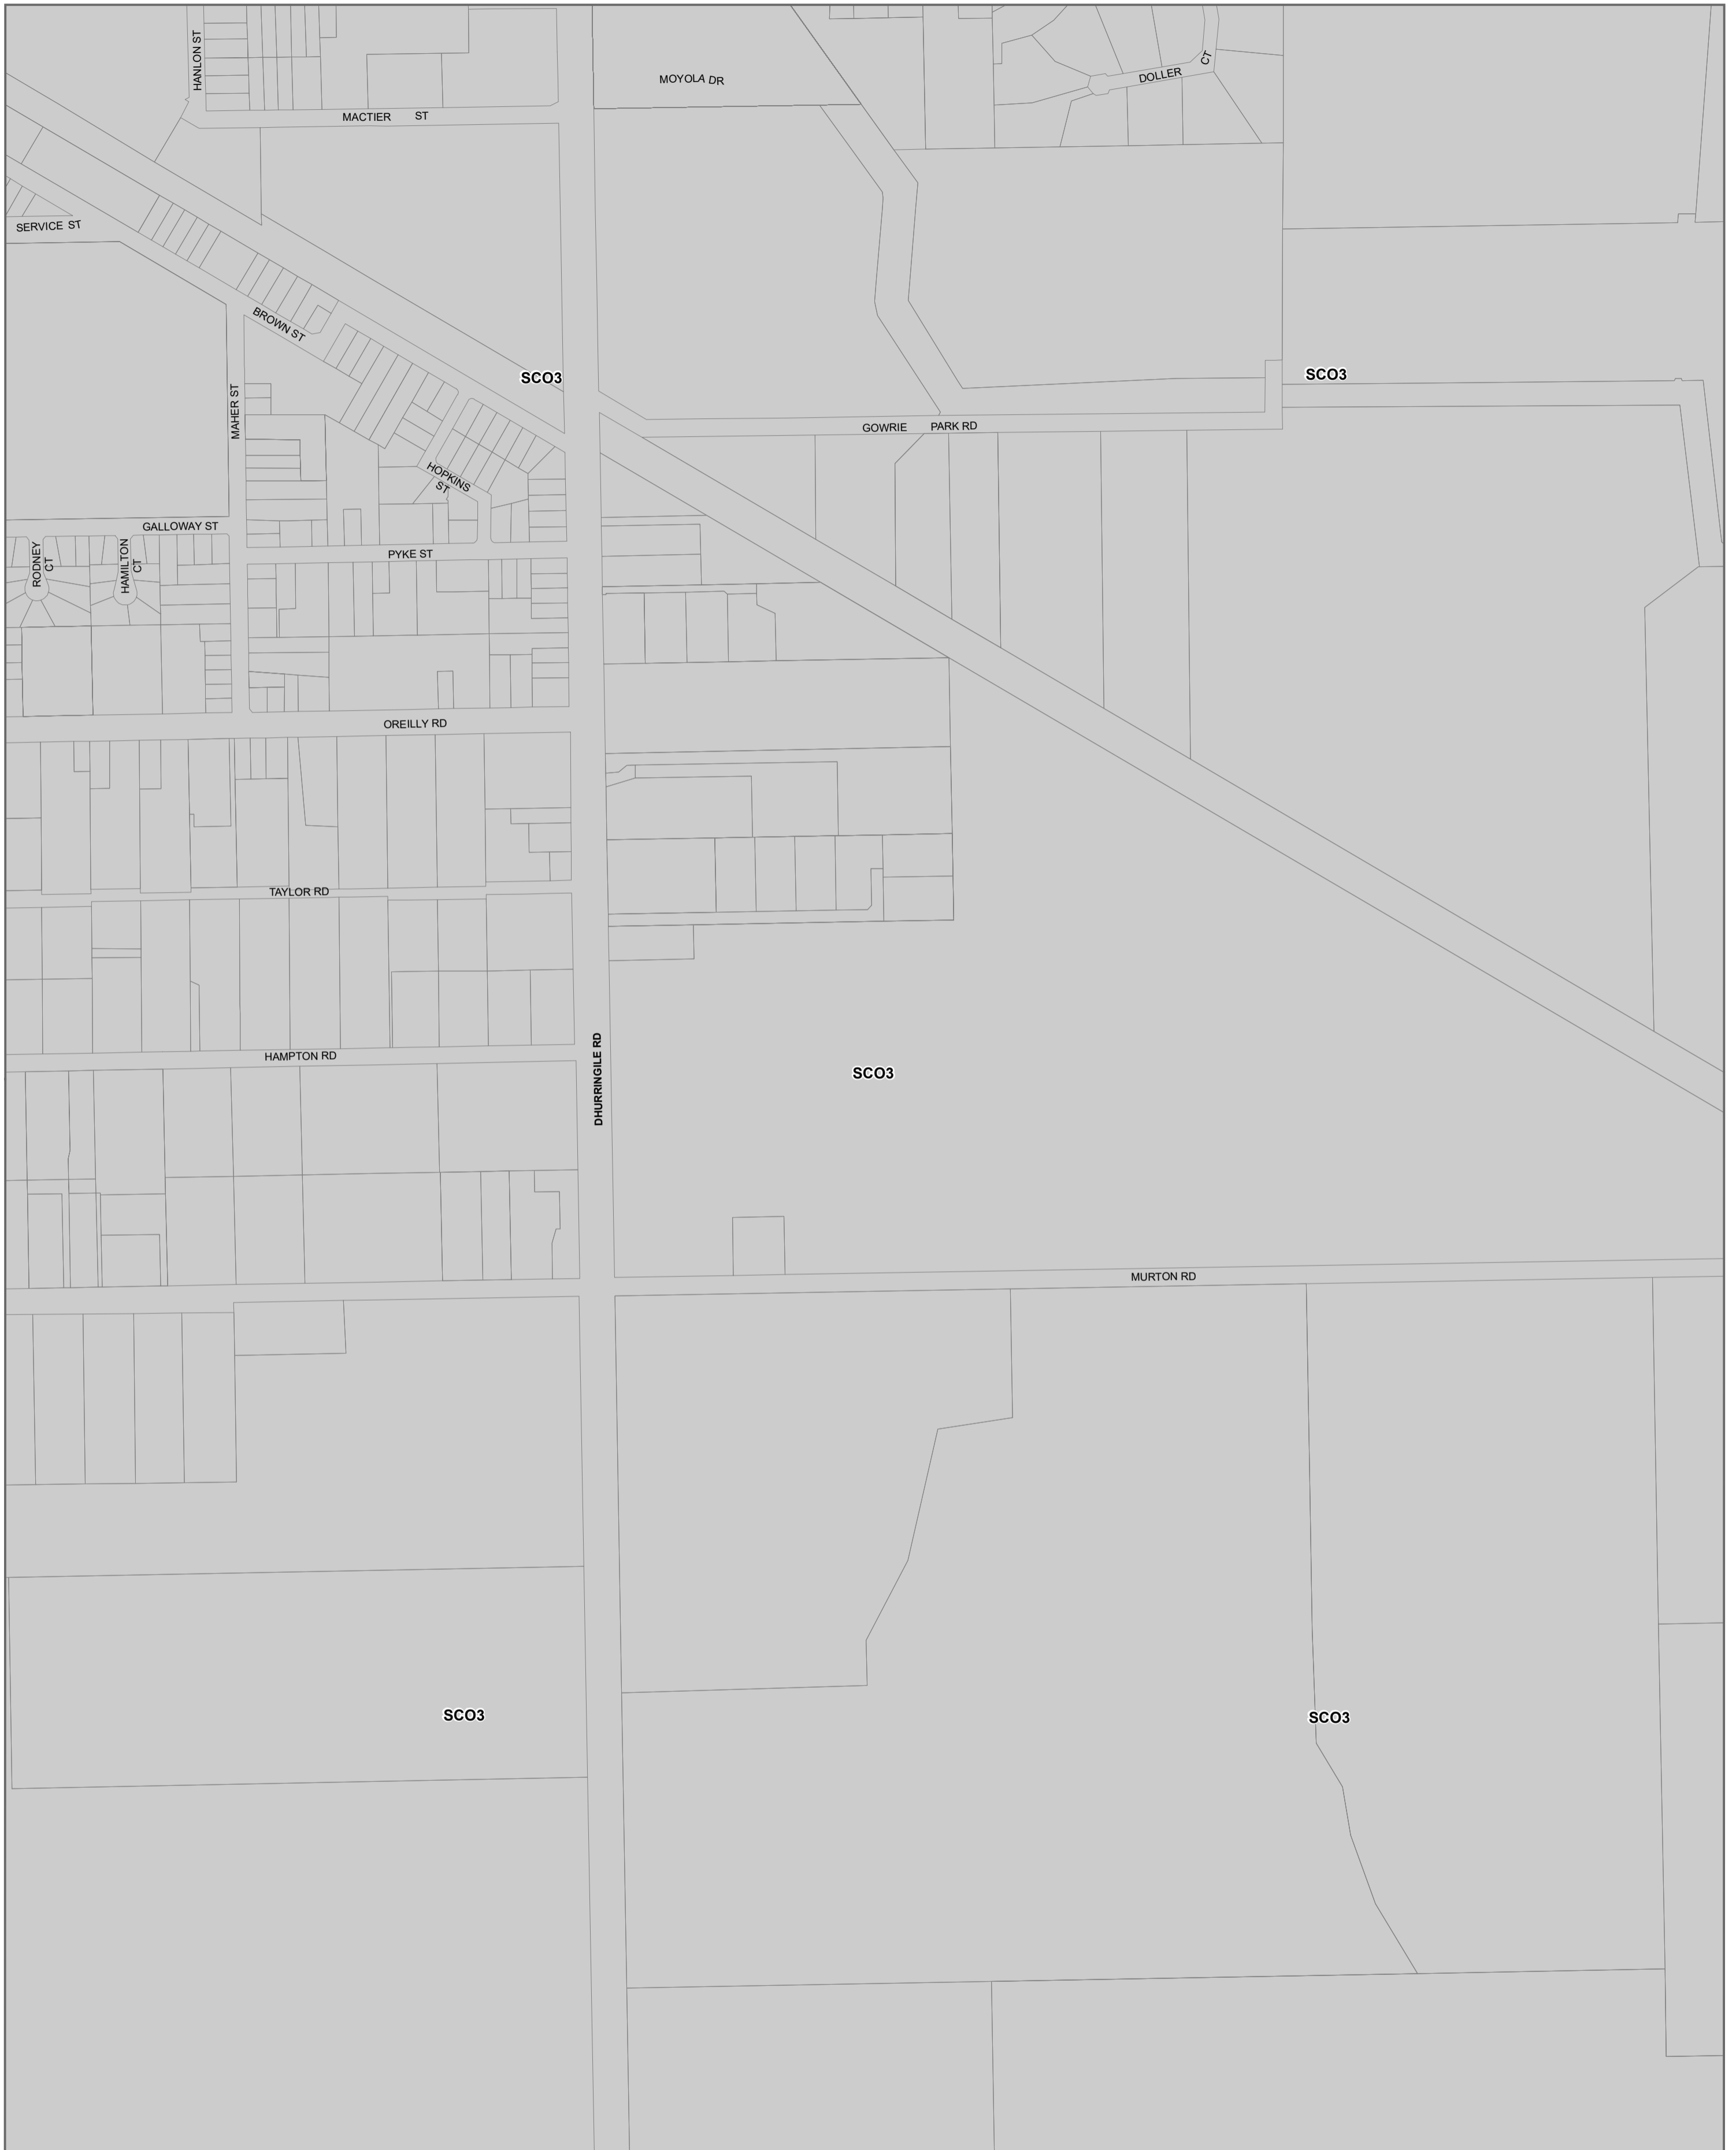 HANLON ST
MOYOLA DR
DOLLER
CT
MACTIER ST
SERVICE ST
BROWN ST
SCO3
SCO3
MAHER ST
GOWRIE PARK RD
HOPKINS
ST
GALLOWAY ST
RODNEY
CT
HAMILTON
CT
PYKE ST
OREILLY RD
TAYLOR RD
HAMPTON RD
DHURRINGILE RD
SCO3
MURTON RD
SCO3
SCO3